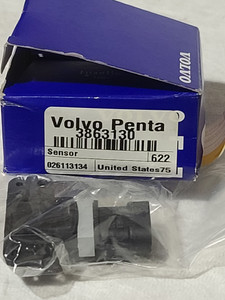 VOLVO
Volvo Penta
3863130
Sensor
622
026113134 United States75